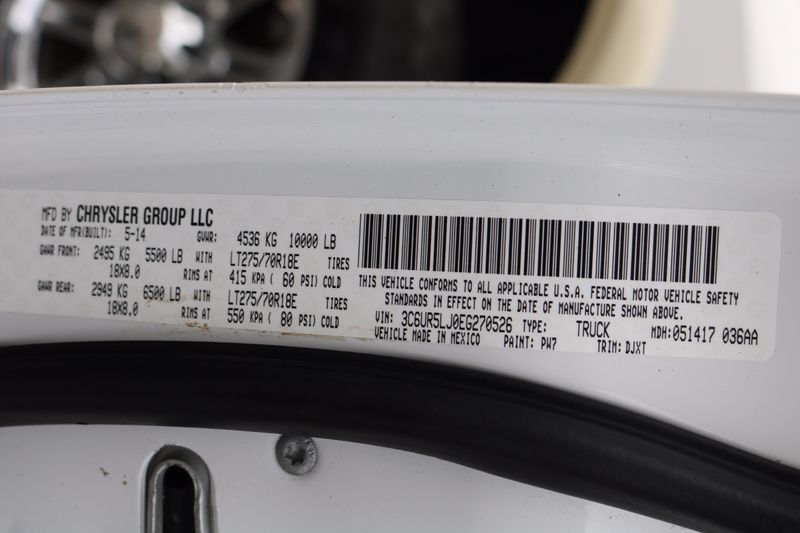 MFD BY CHRYSLER GROUP LLC
DATE OF MFR(BUILT): 5-14 GVWR: 4536 KG 10000 LB
GAWR FRONT: 2495 KG 5500 LB WITH LT275/70R18E TIRES
18X8.0 RIMS AT 415 KPA ( 60 PSI) COLD
GAWR REAR: 2949 KG 6500 LB WITH LT275/70R18E TIRES
18X8.0 RIMS AT 550 KPA ( 80 PSI) COLD
THIS VEHICLE CONFORMS TO ALL APPLICABLE U.S.A. FEDERAL MOTOR VEHICLE SAFETY
STANDARDS IN EFFECT ON THE DATE OF MANUFACTURE SHOWN ABOVE.
VIN: 3C6UR5LJ0EG270526 TYPE: TRUCK MDH:051417 036AA
VEHICLE MADE IN MEXICO PAINT: PW7 TRIM: DJXT